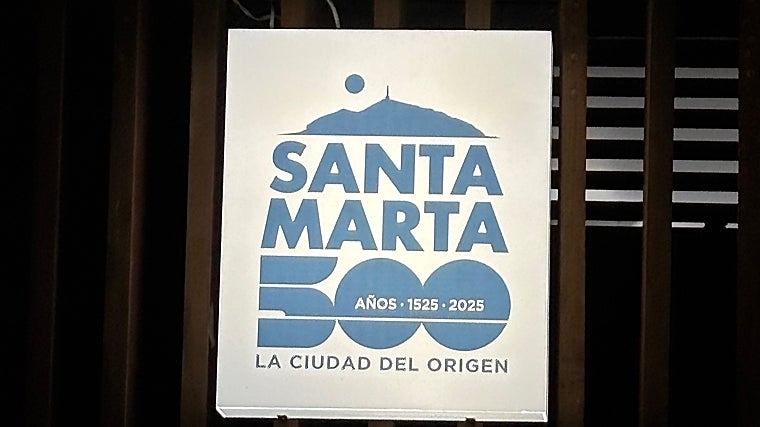 SANTA
MARTA
500
AÑOS · 1525 · 2025
LA CIUDAD DEL ORIGEN